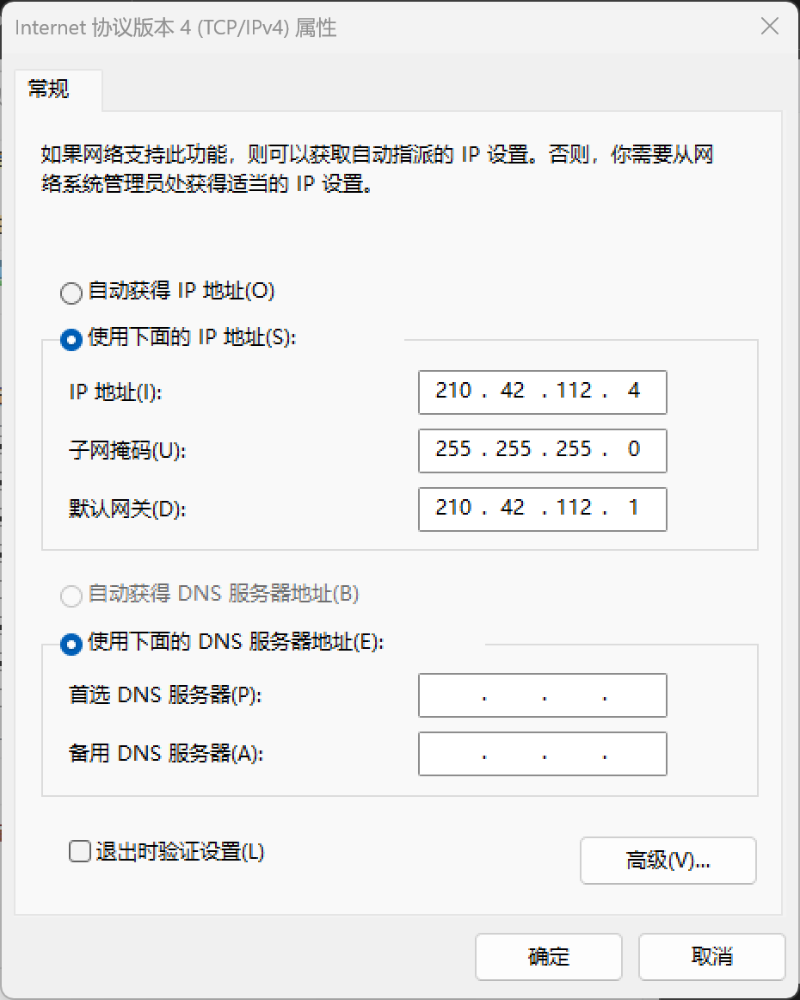 Internet 协议版本 4 (TCP/IPv4) 属性
常规
如果网络支持此功能，则可以获取自动指派的 IP 设置。否则，你需要从网
络系统管理员处获得适当的 IP 设置。
自动获得 IP 地址(O)
使用下面的 IP 地址(S):
IP 地址(I): 210 . 42 . 112 . 4
子网掩码(U): 255 . 255 . 255 . 0
默认网关(D): 210 . 42 . 112 . 1
自动获得 DNS 服务器地址(B)
使用下面的 DNS 服务器地址(E):
首选 DNS 服务器(P): . . .
备用 DNS 服务器(A): . . .
退出时验证设置(L)
高级(V)...
确定 取消